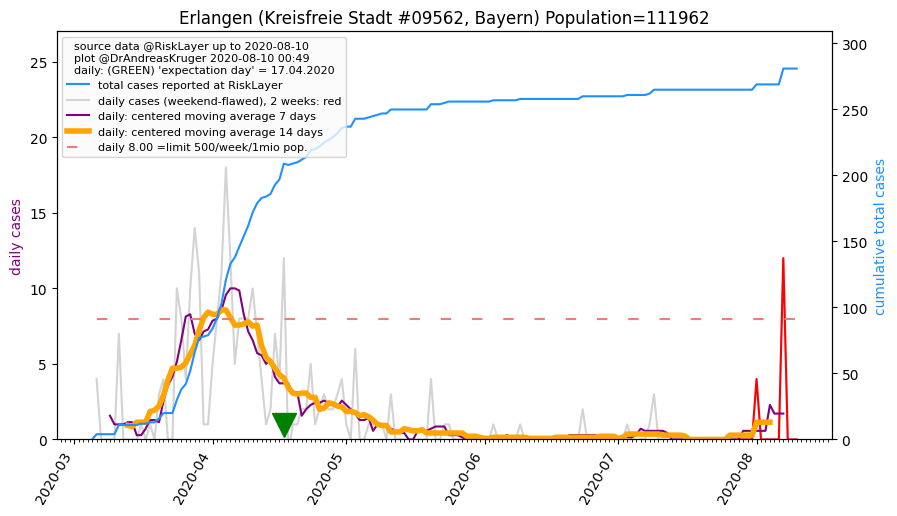 Erlangen (Kreisfreie Stadt #09562, Bayern) Population=111962
source data @RiskLayer up to 2020-08-10
plot @DrAndreasKruger 2020-08-10 00:49
daily: (GREEN) 'expectation day' = 17.04.2020
total cases reported at RiskLayer
daily cases (weekend-flawed), 2 weeks: red
daily: centered moving average 7 days
daily: centered moving average 14 days
daily 8.00 =limit 500/week/1mio pop.
daily cases
25
20
15
10
5
0
cumulative total cases
300
250
200
150
100
50
0
2020-03
2020-04
2020-05
2020-06
2020-07
2020-08